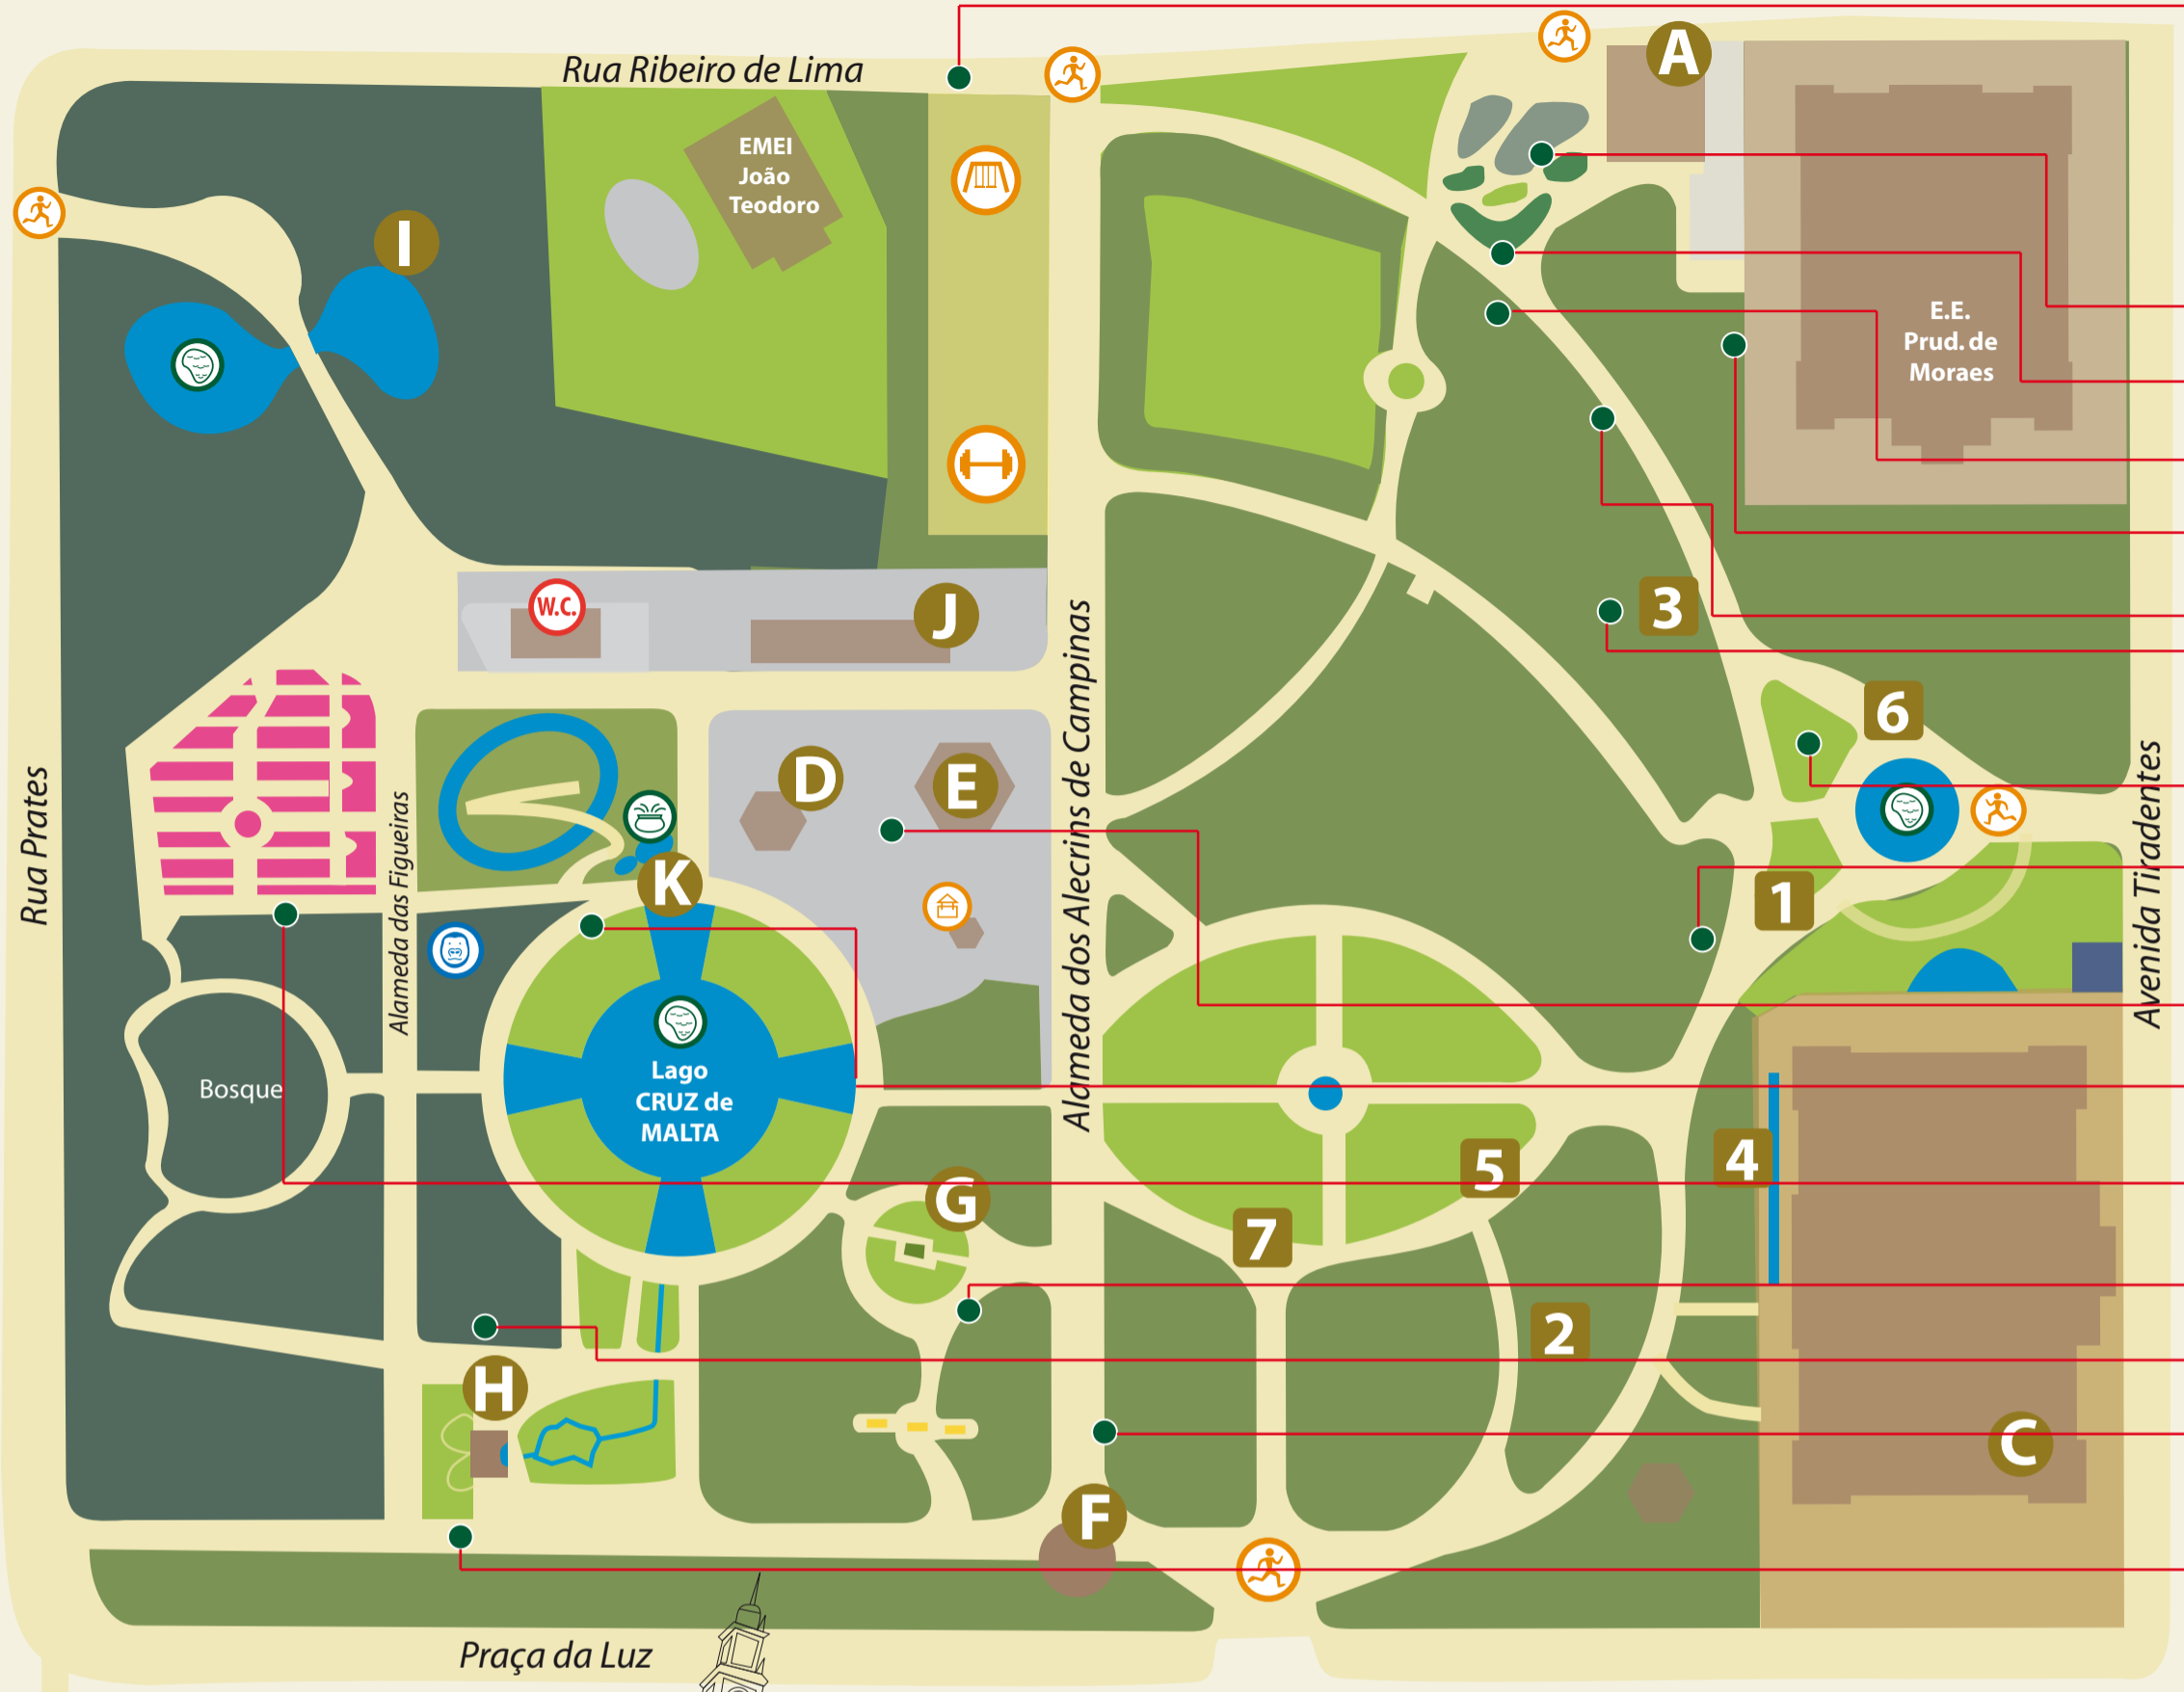 Rua Ribeiro de Lima
A
EMEI
João
Teodoro
I
E.E.
Prud. de
Moraes
W.C.
J
3
6
D
E
K
1
Rua Prates
Alameda das Figueiras
Alameda dos Alecrins de Campinas
Avenida Tiradentes
Bosque
Lago
CRUZ de
MALTA
G
5
4
7
2
H
C
F
Praça da Luz